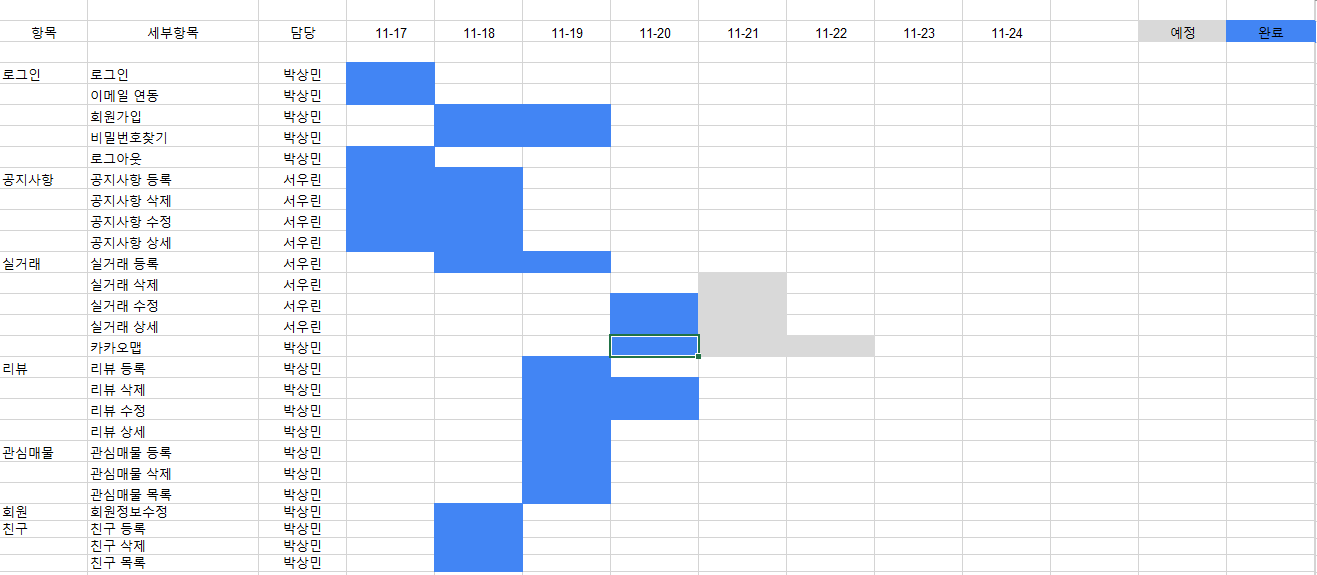 항목 세부항목 담당 11-17 11-18 11-19 11-20 11-21 11-22 11-23 11-24 예정 완료
로그인 로그인 박상민
이메일 연동 박상민
회원가입 박상민
비밀번호찾기 박상민
로그아웃 박상민
공지사항 공지사항 등록 서우린
공지사항 삭제 서우린
공지사항 수정 서우린
공지사항 상세 서우린
실거래 실거래 등록 서우린
실거래 삭제 서우린
실거래 수정 서우린
실거래 상세 서우린
카카오맵 박상민
리뷰 리뷰 등록 박상민
리뷰 삭제 박상민
리뷰 수정 박상민
리뷰 상세 박상민
관심매물 관심매물 등록 박상민
관심매물 삭제 박상민
관심매물 목록 박상민
회원 회원정보수정 박상민
친구 친구 등록 박상민
친구 삭제 박상민
친구 목록 박상민